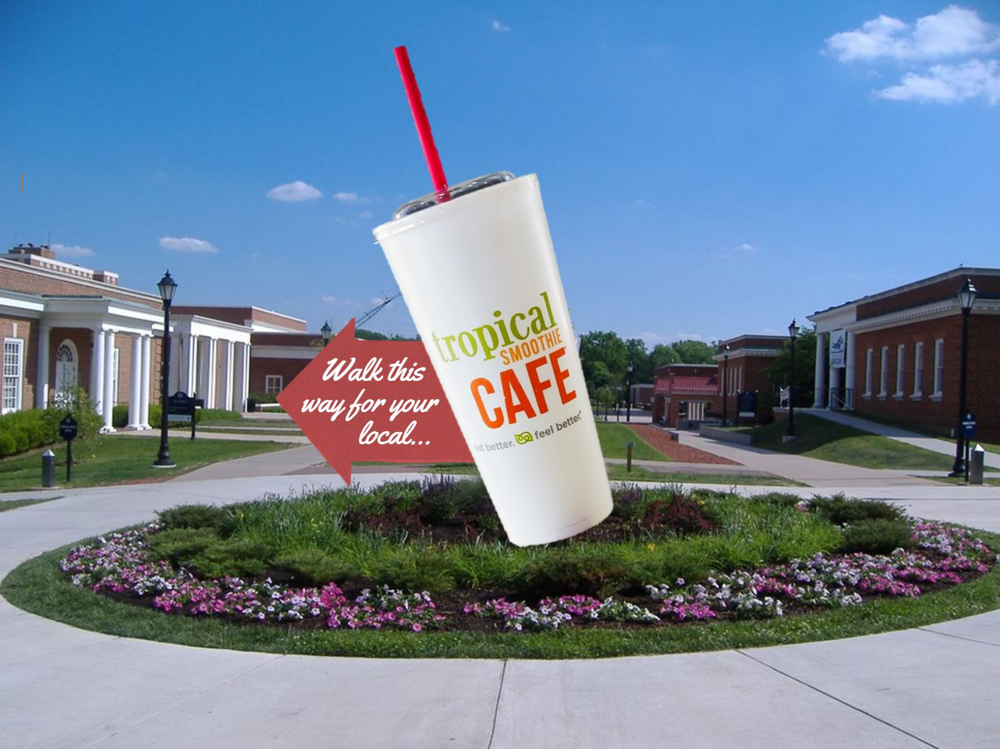 Walk this
way for your
local...
tropical
SMOOTHIE
CAFE
eat better. feel better.